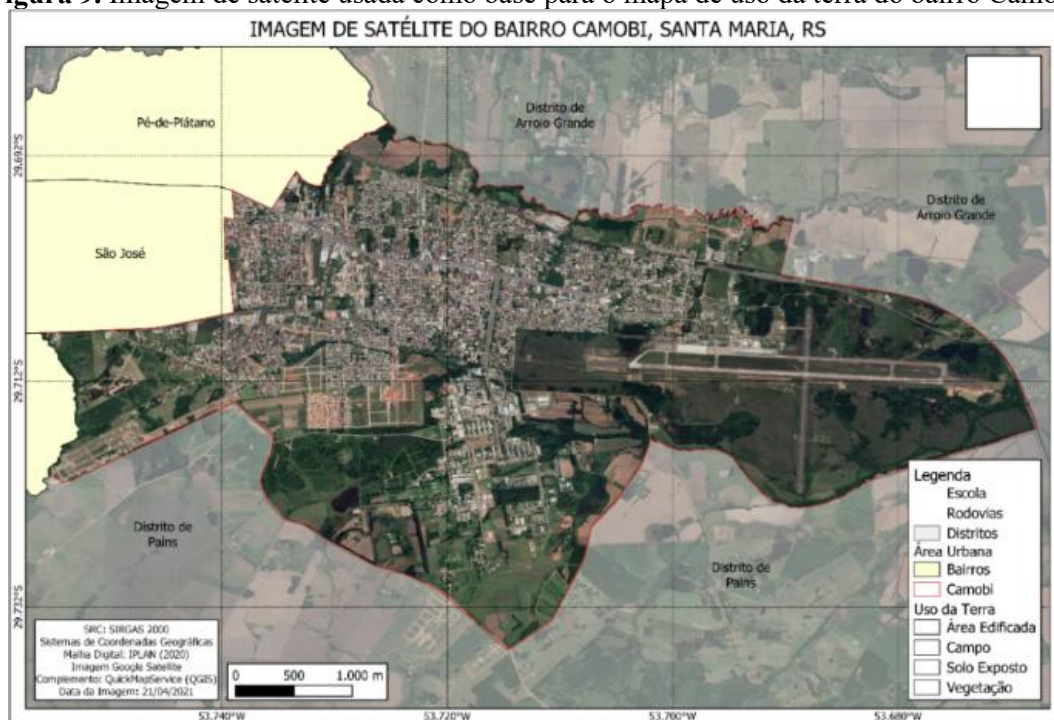 gura 9. Imagem de satélite usada como base para o mapa de uso da terra do bairro Camo
IMAGEM DE SATÉLITE DO BAIRRO CAMOBI, SANTA MARIA, RS
Pé-de-Plátano
Distrito de
Arroio Grande
29.692°S
Distrito de
Arroio Grande
São José
29.712°S
Legenda
Escola
Rodovias
Distritos
Área Urbana
Bairros
Camobi
Uso da Terra
Área Edificada
Campo
Solo Exposto
Vegetação
Distrito de
Pains
Distrito de
Pains
29.732°S
SRC: SIRGAS 2000
Sistemas de Coordenadas Geográficas
Malha Digital: IPLAN (2020)
Imagem Google Satellite
Complemento: QuickMapService (QGIS)
Data da Imagem: 21/04/2021
0 500 1.000 m
53.740°W 53.720°W 53.700°W 53.680°W